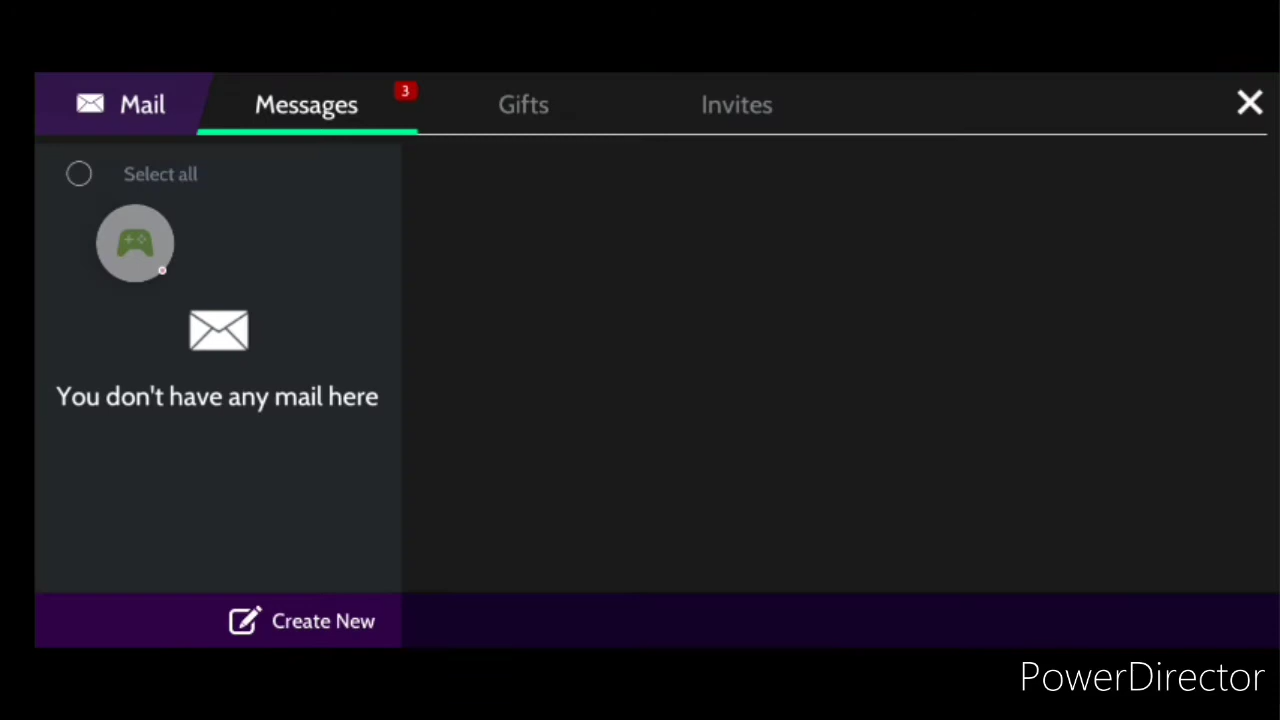 Mail
Messages
3
Gifts
Invites
Select all
You don't have any mail here
Create New
PowerDirector